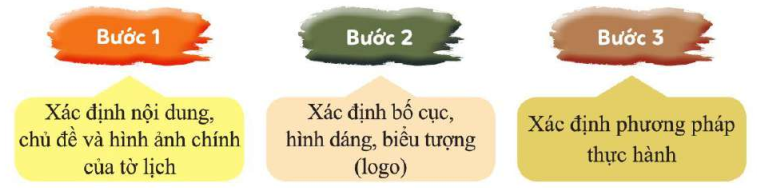 Bước 1
Xác định nội dung,
chủ đề và hình ảnh chính
của tờ lịch
Bước 2
Xác định bố cục,
hình dáng, biểu tượng
(logo)
Bước 3
Xác định phương pháp
thực hành